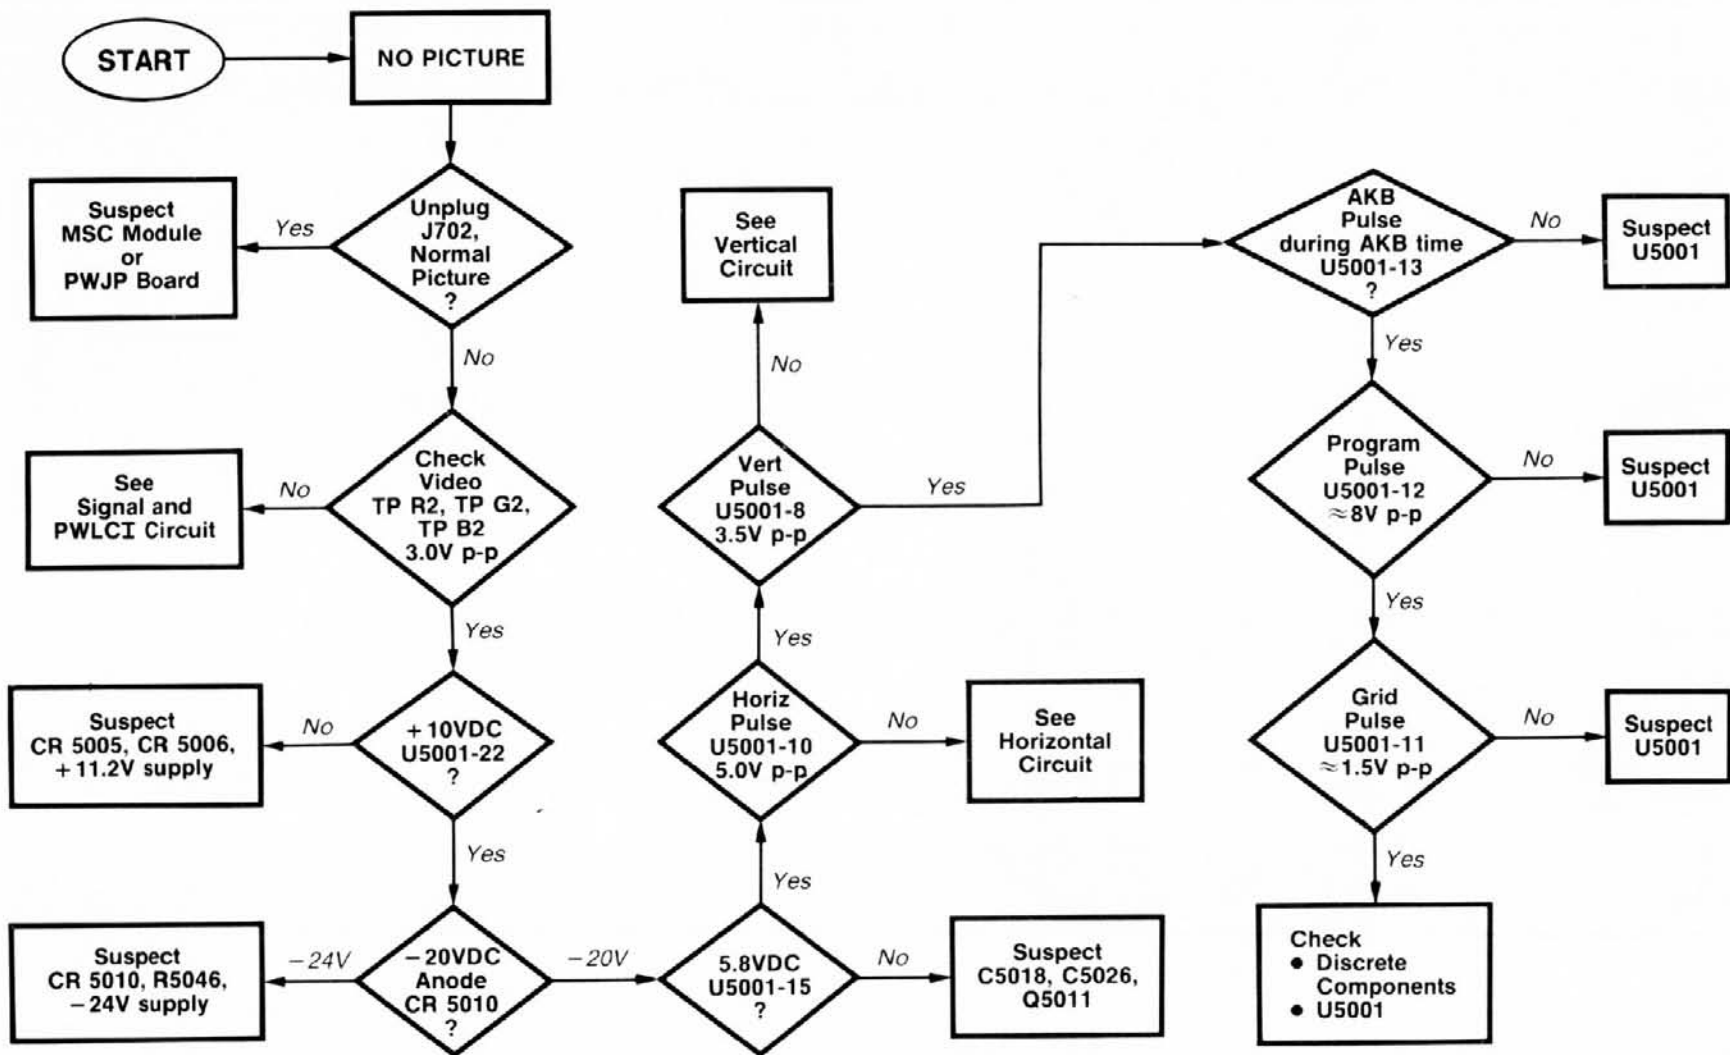 START
NO PICTURE
Unplug
J702,
Normal
Picture
?
Yes
Suspect
MSC Module
or
PWJP Board
No
Check
Video
TP R2, TP G2,
TP B2
3.0V p-p
No
See
Signal and
PWLCI Circuit
Yes
+10VDC
U5001-22
?
No
Suspect
CR 5005, CR 5006,
+11.2V supply
Yes
−20VDC
Anode
CR 5010
?
−24V
Suspect
CR 5010, R5046,
−24V supply
−20V
5.8VDC
U5001-15
?
No
Suspect
C5018, C5026,
Q5011
Yes
Horiz
Pulse
U5001-10
5.0V p-p
No
See
Horizontal
Circuit
Yes
Vert
Pulse
U5001-8
3.5V p-p
No
See
Vertical
Circuit
Yes
AKB
Pulse
during AKB time
U5001-13
?
No
Suspect
U5001
Yes
Program
Pulse
U5001-12
≈8V p-p
No
Suspect
U5001
Yes
Grid
Pulse
U5001-11
≈1.5V p-p
No
Suspect
U5001
Yes
Check
● Discrete
Components
● U5001